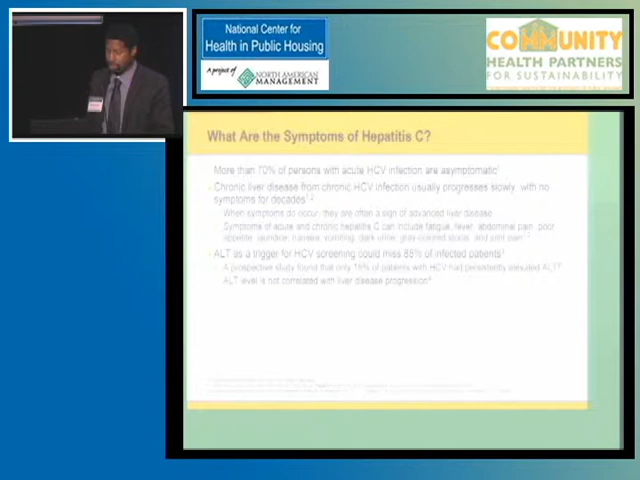 National Center for
Health in Public Housing
A project of
NORTH AMERICAN
MANAGEMENT
COMMUNITY
HEALTH PARTNERS
FOR SUSTAINABILITY
What Are the Symptoms of Hepatitis C?
More than 70% of persons with acute HCV infection are asymptomatic
Chronic liver disease from chronic HCV infection usually progresses slowly, with no
symptoms for decades
When symptoms do occur, they are often a sign of advanced liver disease
Symptoms of acute and chronic hepatitis C can include fatigue, fever, abdominal pain, poor
appetite, jaundice, nausea, vomiting, dark urine, gray-colored stools, and joint pain
ALT as a trigger for HCV screening could miss 85% of infected patients
A prospective study found that only 15% of patients with HCV had persistently elevated ALT
ALT level is not correlated with liver disease progression